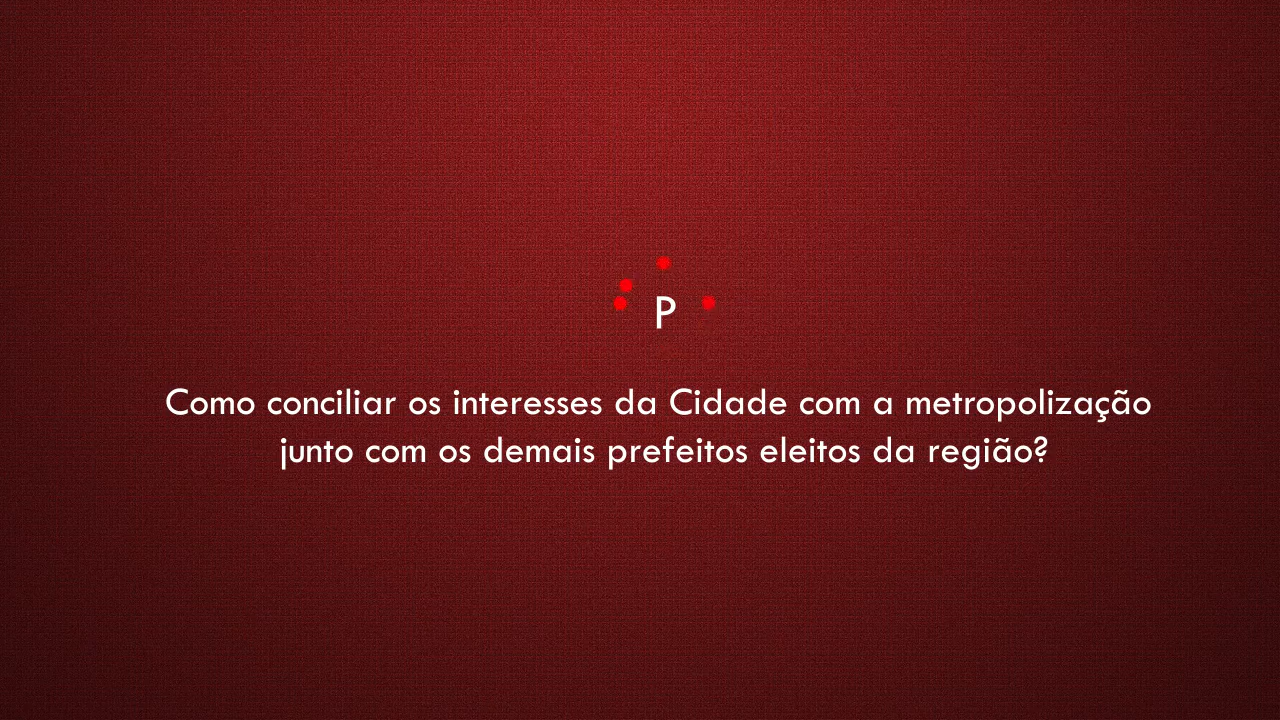 P
Como conciliar os interesses da Cidade com a metropolização
junto com os demais prefeitos eleitos da região?